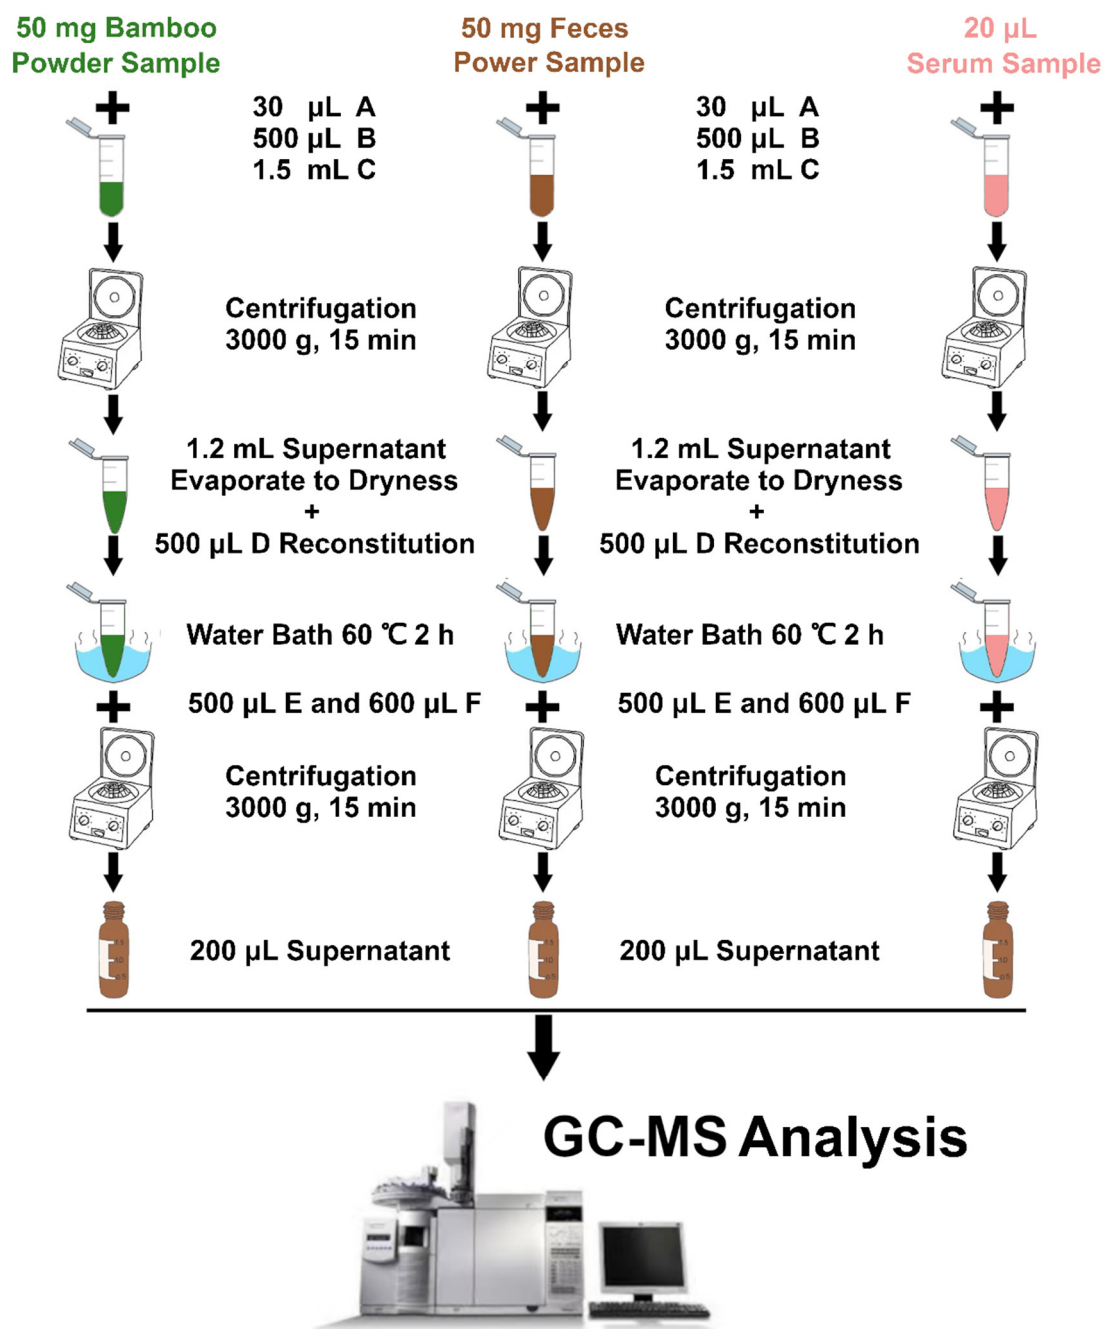 50 mg Bamboo
Powder Sample
50 mg Feces
Power Sample
20 µL
Serum Sample
30 µL A
500 µL B
1.5 mL C
30 µL A
500 µL B
1.5 mL C
Centrifugation
3000 g, 15 min
Centrifugation
3000 g, 15 min
1.2 mL Supernatant
Evaporate to Dryness
+
500 µL D Reconstitution
1.2 mL Supernatant
Evaporate to Dryness
+
500 µL D Reconstitution
Water Bath 60 ℃ 2 h
Water Bath 60 ℃ 2 h
500 µL E and 600 µL F
500 µL E and 600 µL F
Centrifugation
3000 g, 15 min
Centrifugation
3000 g, 15 min
200 µL Supernatant
200 µL Supernatant
GC-MS Analysis